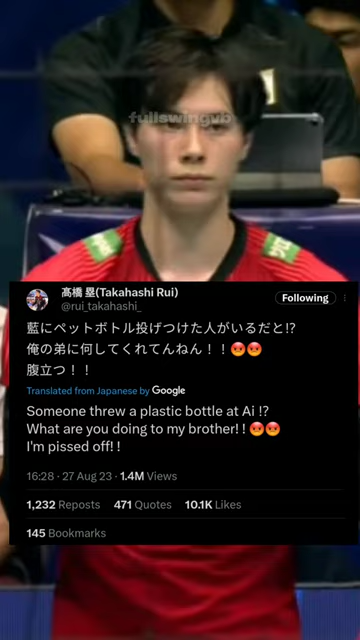 fullswingvb
髙橋 塁(Takahashi Rui)
@rui_takahashi_
Following
藍にペットボトル投げつけた人がいるだと⁉
俺の弟に何してくれてんねん！！😡😡
腹立つ！！
Translated from Japanese by Google
Someone threw a plastic bottle at Ai !?
What are you doing to my brother! ! 😡😡
I'm pissed off! !
16:28 · 27 Aug 23 · 1.4M Views
1,232 Reposts 471 Quotes 10.1K Likes
145 Bookmarks